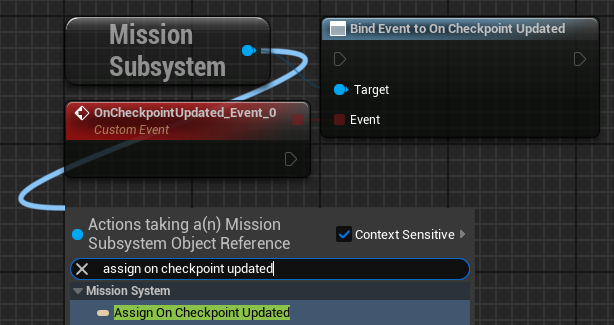 Mission
Subsystem
Bind Event to On Checkpoint Updated
Target
Event
OnCheckpointUpdated_Event_0
Custom Event
Actions taking a(n) Mission
Subsystem Object Reference
Context Sensitive
assign on checkpoint updated
Mission System
Assign On Checkpoint Updated